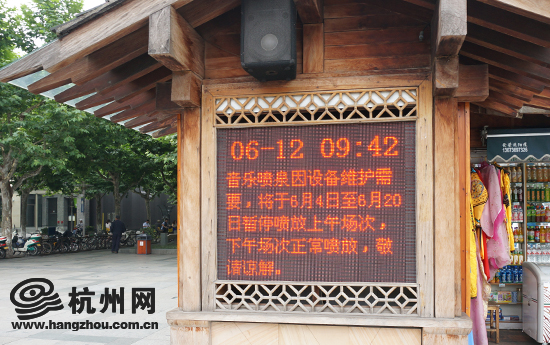 06-12 09:42
音乐喷泉因设备维护需
要，将于6月4日至6月20
日暂停喷放上午场次，
下午场次正常喷放，敬
请谅解。
杭州网
www.hangzhou.com.cn